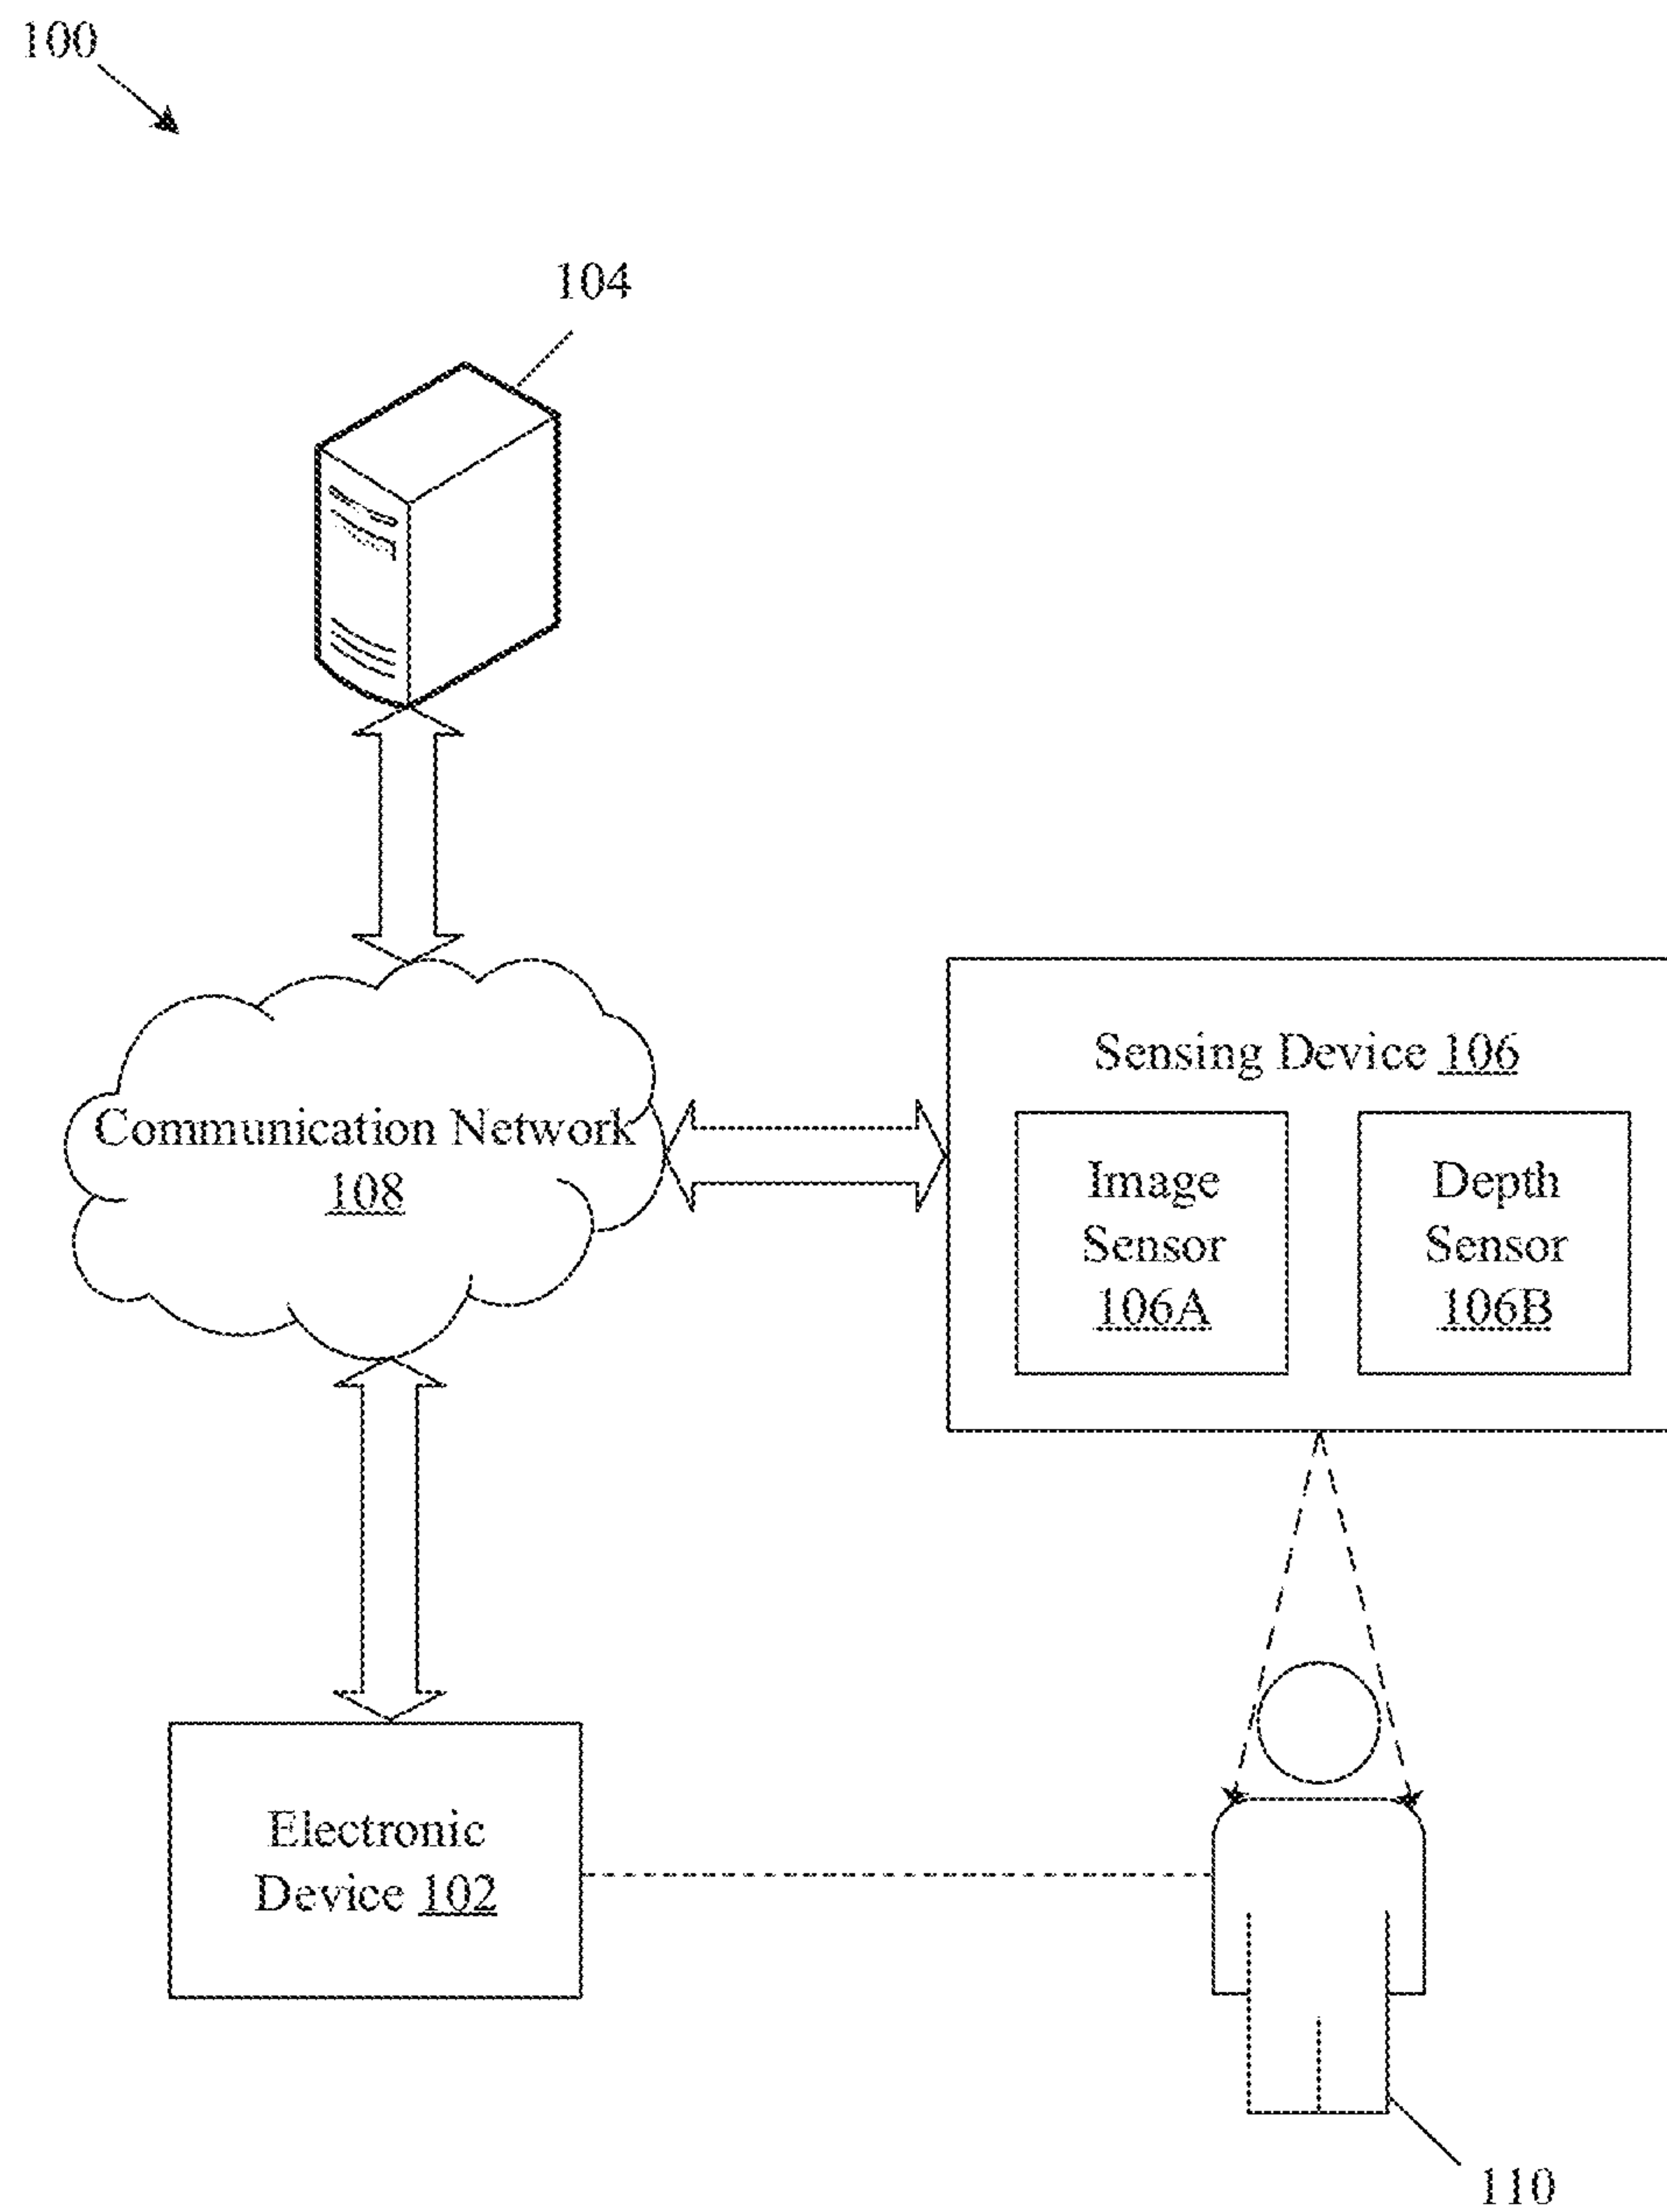 100
104
Communication Network
108
Sensing Device 106
Image
Sensor
106A
Depth
Sensor
106B
Electronic
Device 102
110